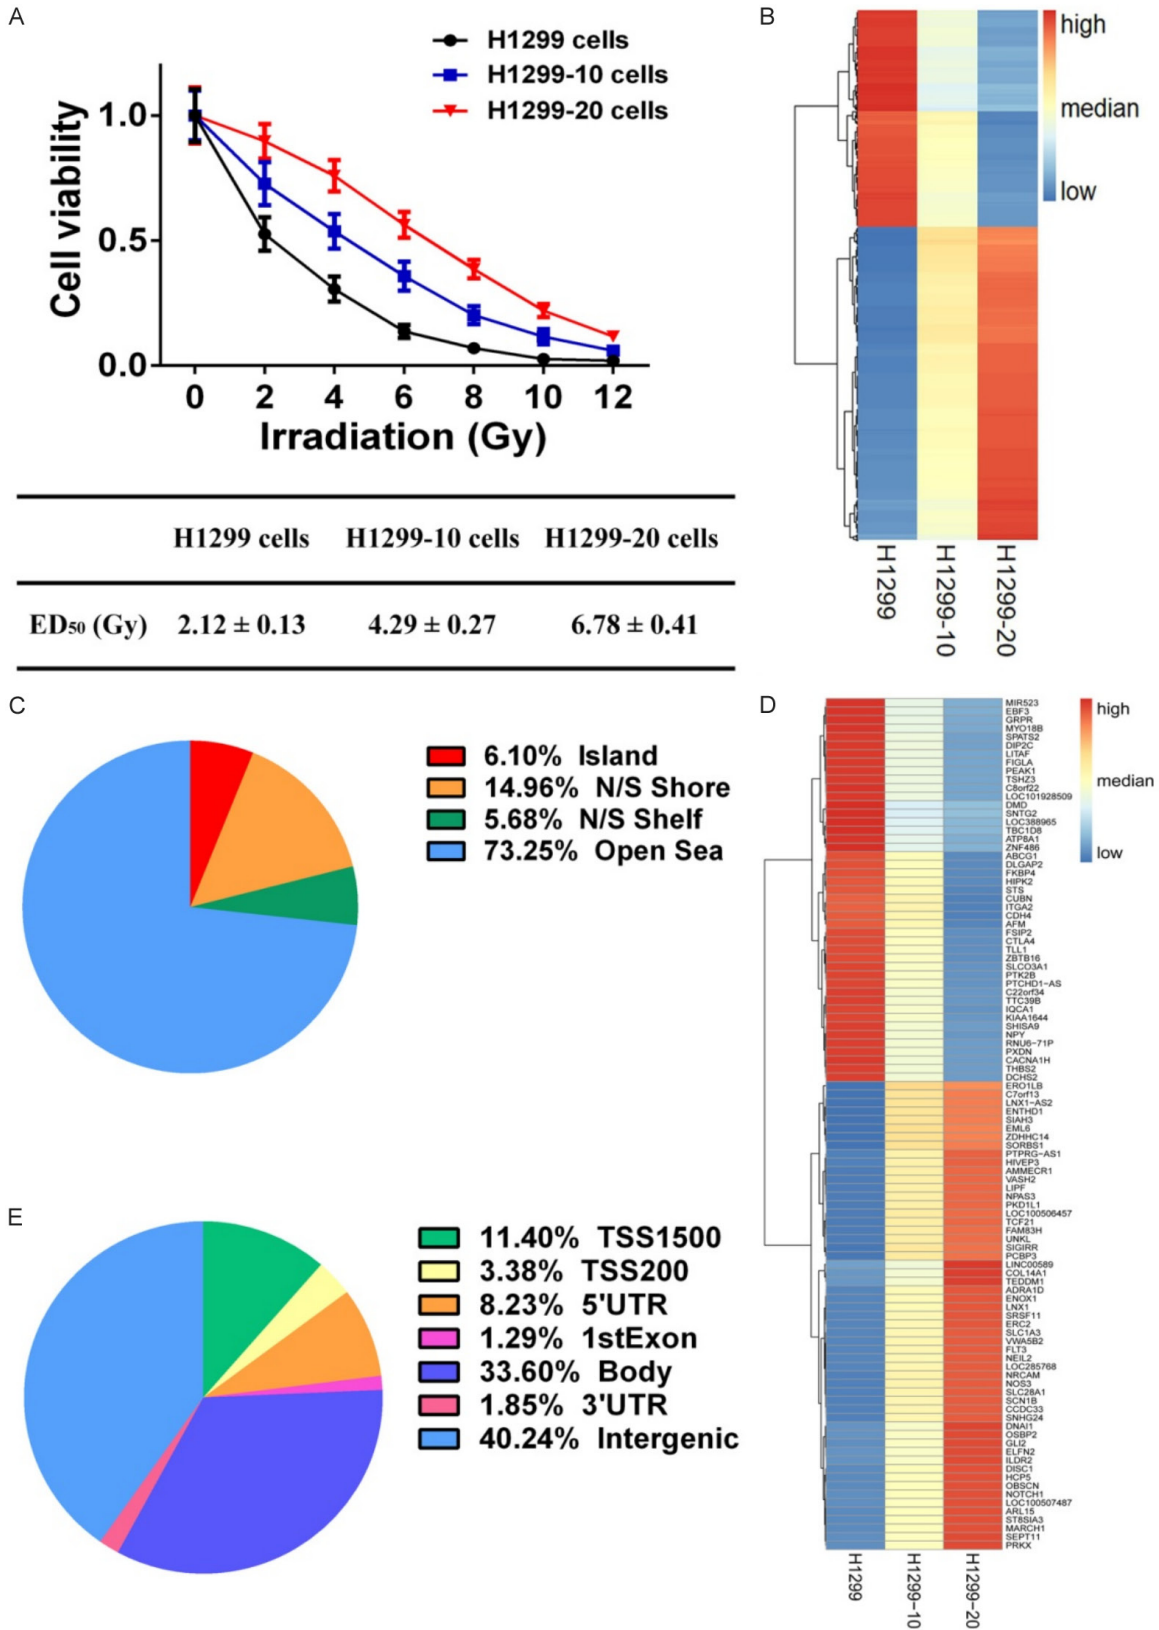 A
H1299 cells
H1299-10 cells
H1299-20 cells
Cell viability
1.0
0.5
0.0
0 2 4 6 8 10 12
Irradiation (Gy)
H1299 cells H1299-10 cells H1299-20 cells
ED50 (Gy) 2.12 ± 0.13 4.29 ± 0.27 6.78 ± 0.41
B
high
median
low
H1299
H1299-10
H1299-20
C
6.10% Island
14.96% N/S Shore
5.68% N/S Shelf
73.25% Open Sea
D
MIR523
EBF3
GRPR
MYO18B
SPATS2
DIP2C
LITAF
FIGLA
PEAK1
TSHZ3
C8orf22
LOC101928509
DMD
SNTG2
LOC388965
TBC1D8
ATP8A1
ZNF486
ABCG1
DLGAP2
FKBP4
HIPK2
STS
CUBN
ITGA2
CDH4
AFM
FSIP2
CTLA4
TLL1
ZBTB16
SLCO3A1
PTK2B
PTCHD1-AS
C22orf34
TTC39B
IQCA1
KIAA1644
SHISA9
NPY
RNU6-71P
PXDN
CACNA1H
THBS2
DCHS2
ERO1LB
C7orf13
LNX1-AS2
ENTHD1
SIAH3
EML6
ZDHHC14
SORBS1
PTPRG-AS1
HIVEP3
AMMECR1
VASH2
LIPF
NPAS3
PKD1L1
LOC100506457
TCF21
FAM83H
UNKL
SIGIRR
PCBP3
LINC00589
COL14A1
TEDDM1
ADRA1D
ENOX1
LNX1
SRSF11
ERC2
SLC1A3
VWA5B2
FLT3
NEIL2
LOC285768
NRCAM
NOS3
SLC28A1
SCN1B
CCDC33
SNHG24
DNAI1
OSBP2
GLI2
ELFN2
ILDR2
DISC1
HCP5
OBSCN
NOTCH1
LOC100507487
ARL15
ST8SIA3
MARCH1
SEPT11
PRKX
high
median
low
H1299
H1299-10
H1299-20
E
11.40% TSS1500
3.38% TSS200
8.23% 5'UTR
1.29% 1stExon
33.60% Body
1.85% 3'UTR
40.24% Intergenic